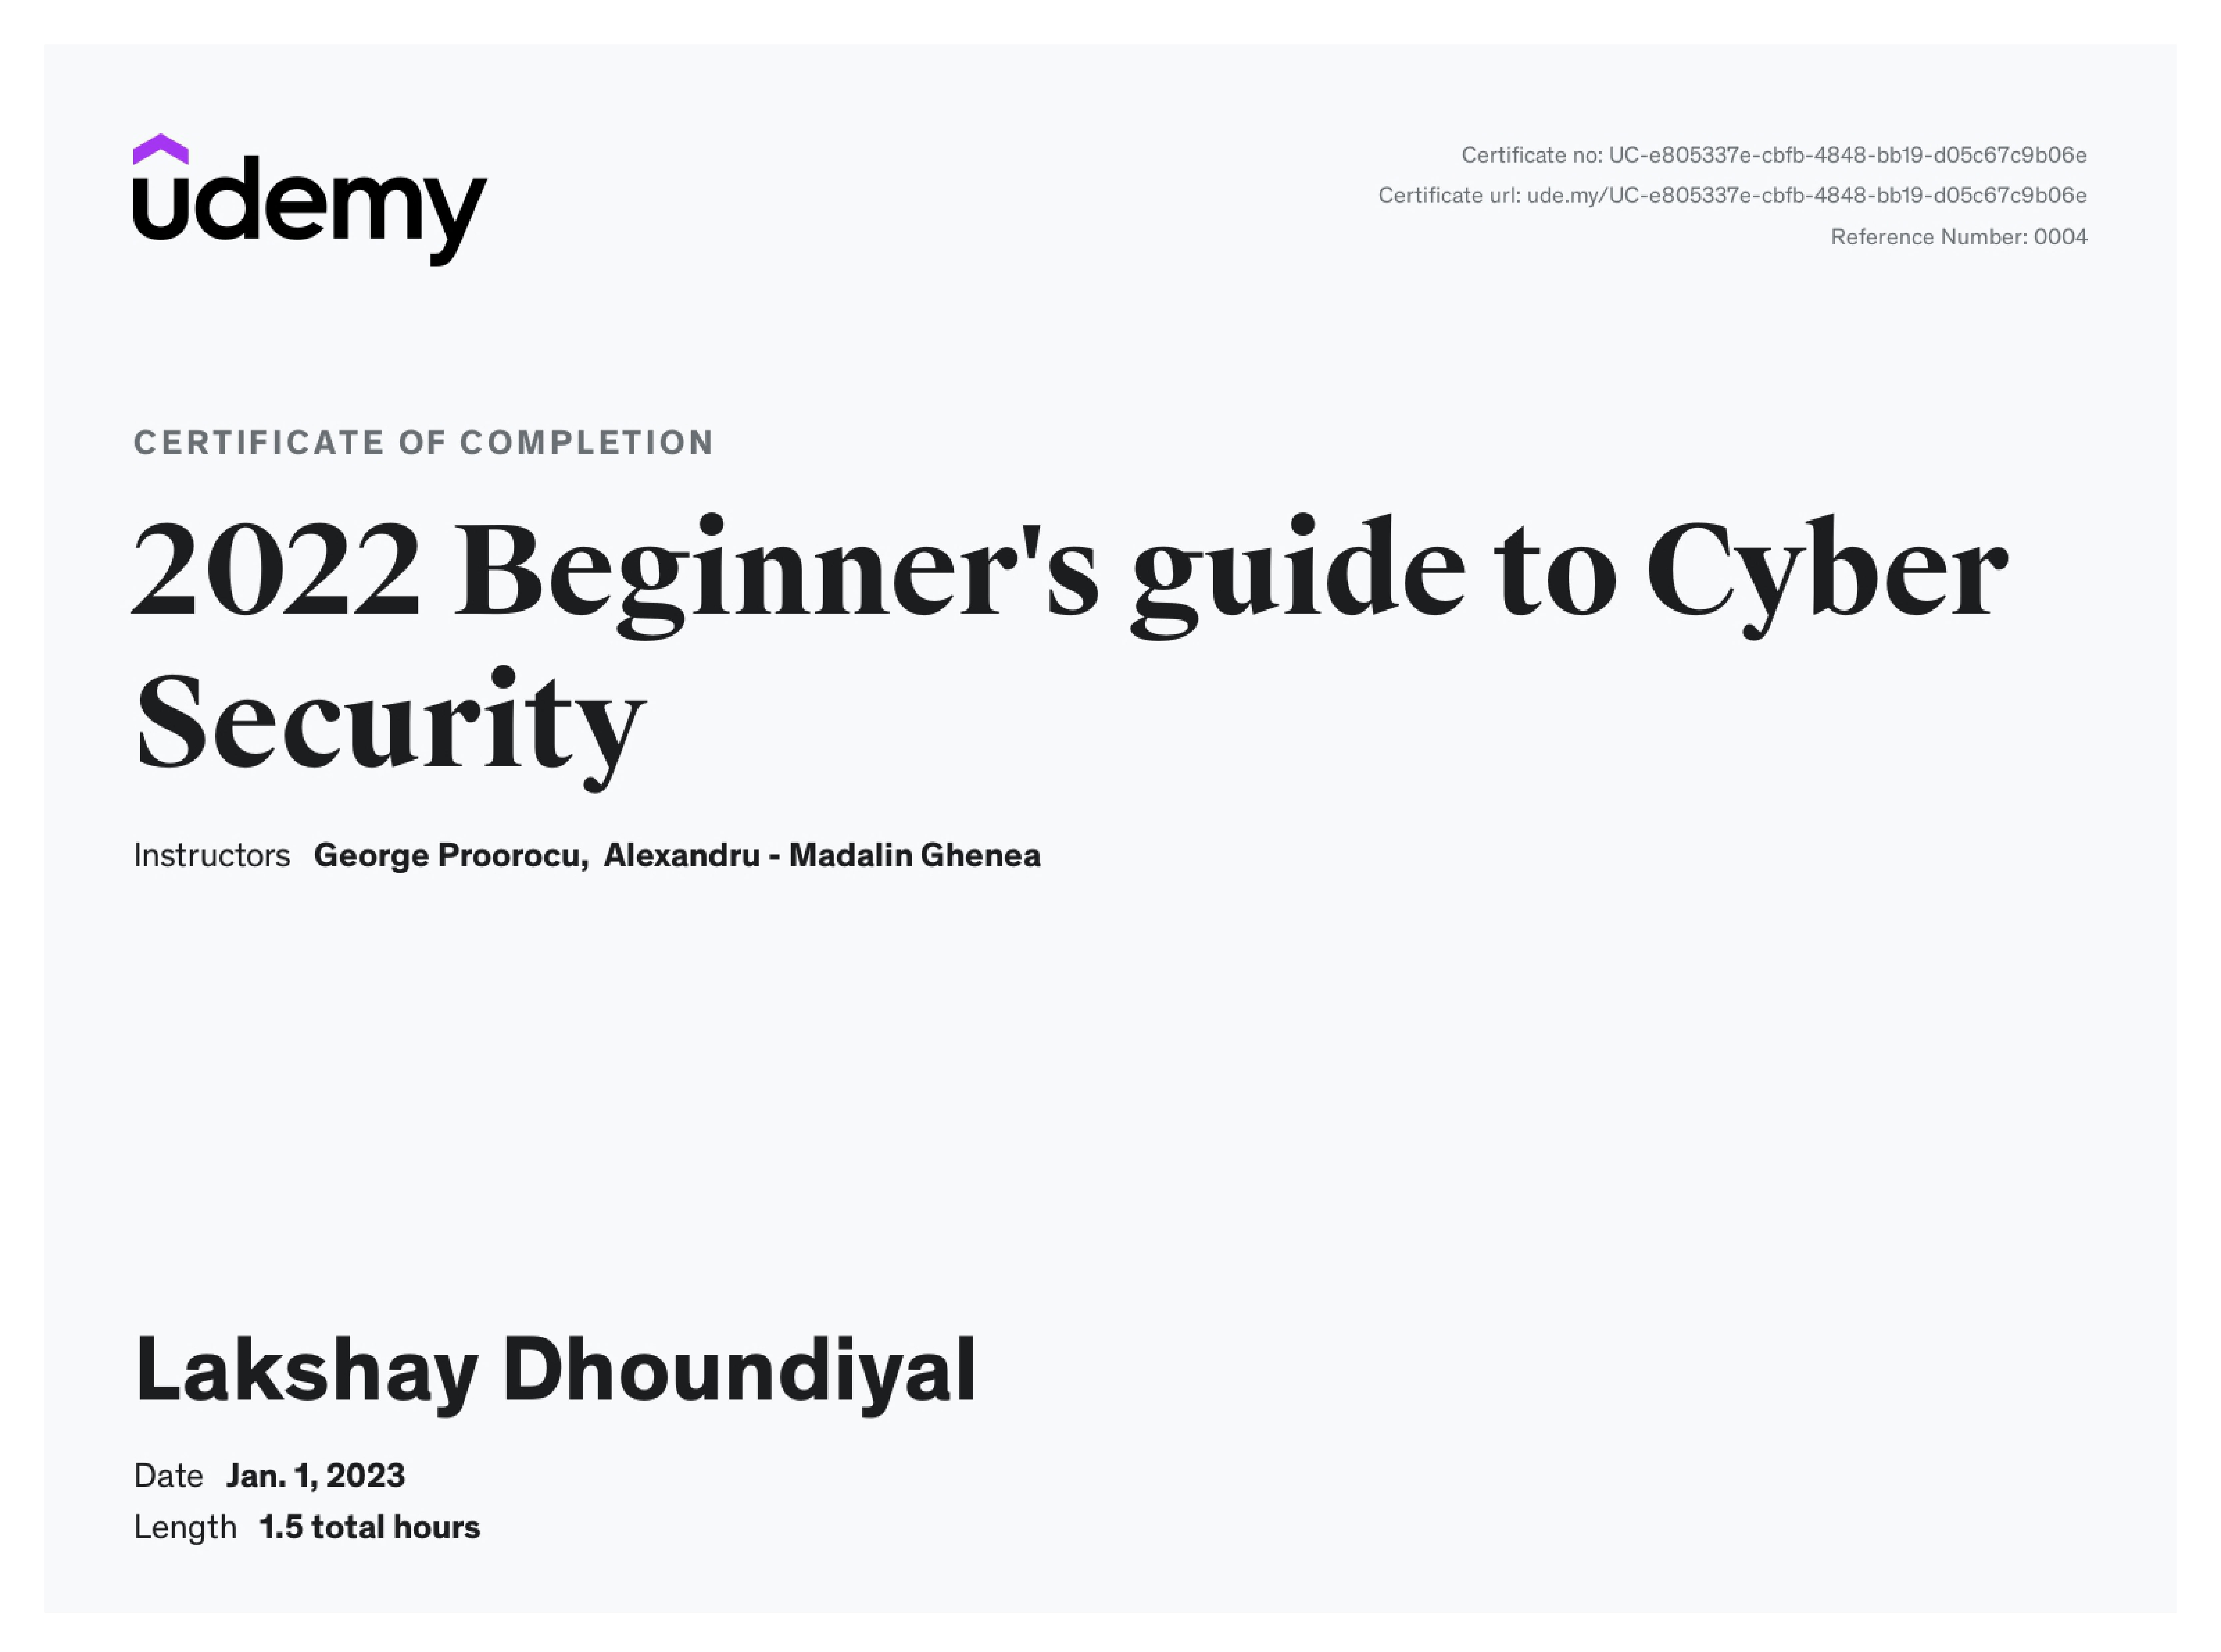 udemy
Certificate no: UC-e805337e-cbfb-4848-bb19-d05c67c9b06e
Certificate url: ude.my/UC-e805337e-cbfb-4848-bb19-d05c67c9b06e
Reference Number: 0004
CERTIFICATE OF COMPLETION
2022 Beginner's guide to Cyber
Security
Instructors George Proorocu, Alexandru - Madalin Ghenea
Lakshay Dhoundiyal
Date Jan. 1, 2023
Length 1.5 total hours